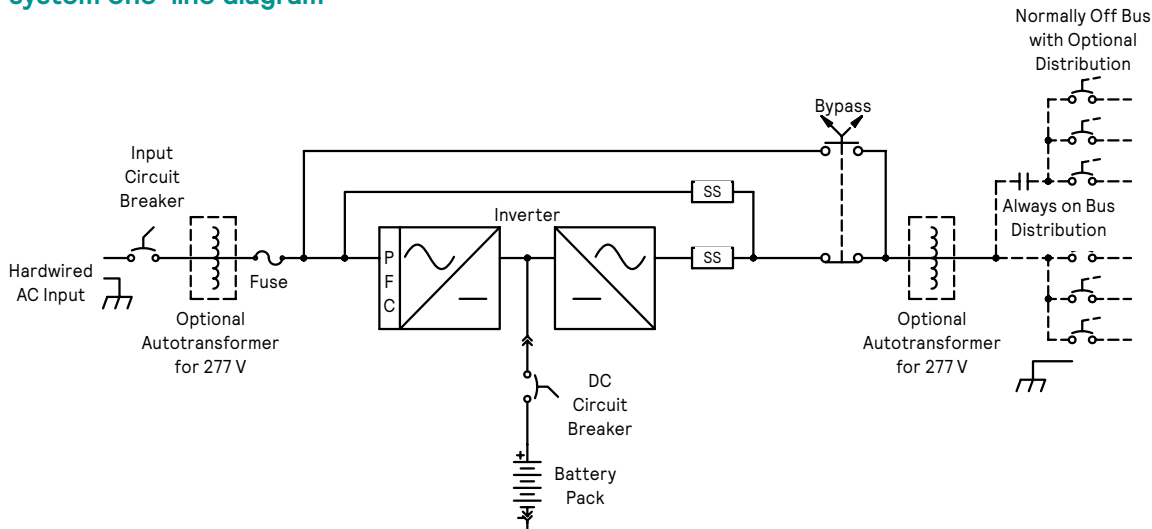 system one-line diagram
Normally Off Bus
with Optional
Distribution
Bypass
Input
Circuit
Breaker
SS
Inverter
Always on Bus
Distribution
Hardwired
AC Input
Fuse
P
F
C
SS
Optional
Autotransformer
for 277 V
Optional
Autotransformer
for 277 V
DC
Circuit
Breaker
+
Battery
Pack